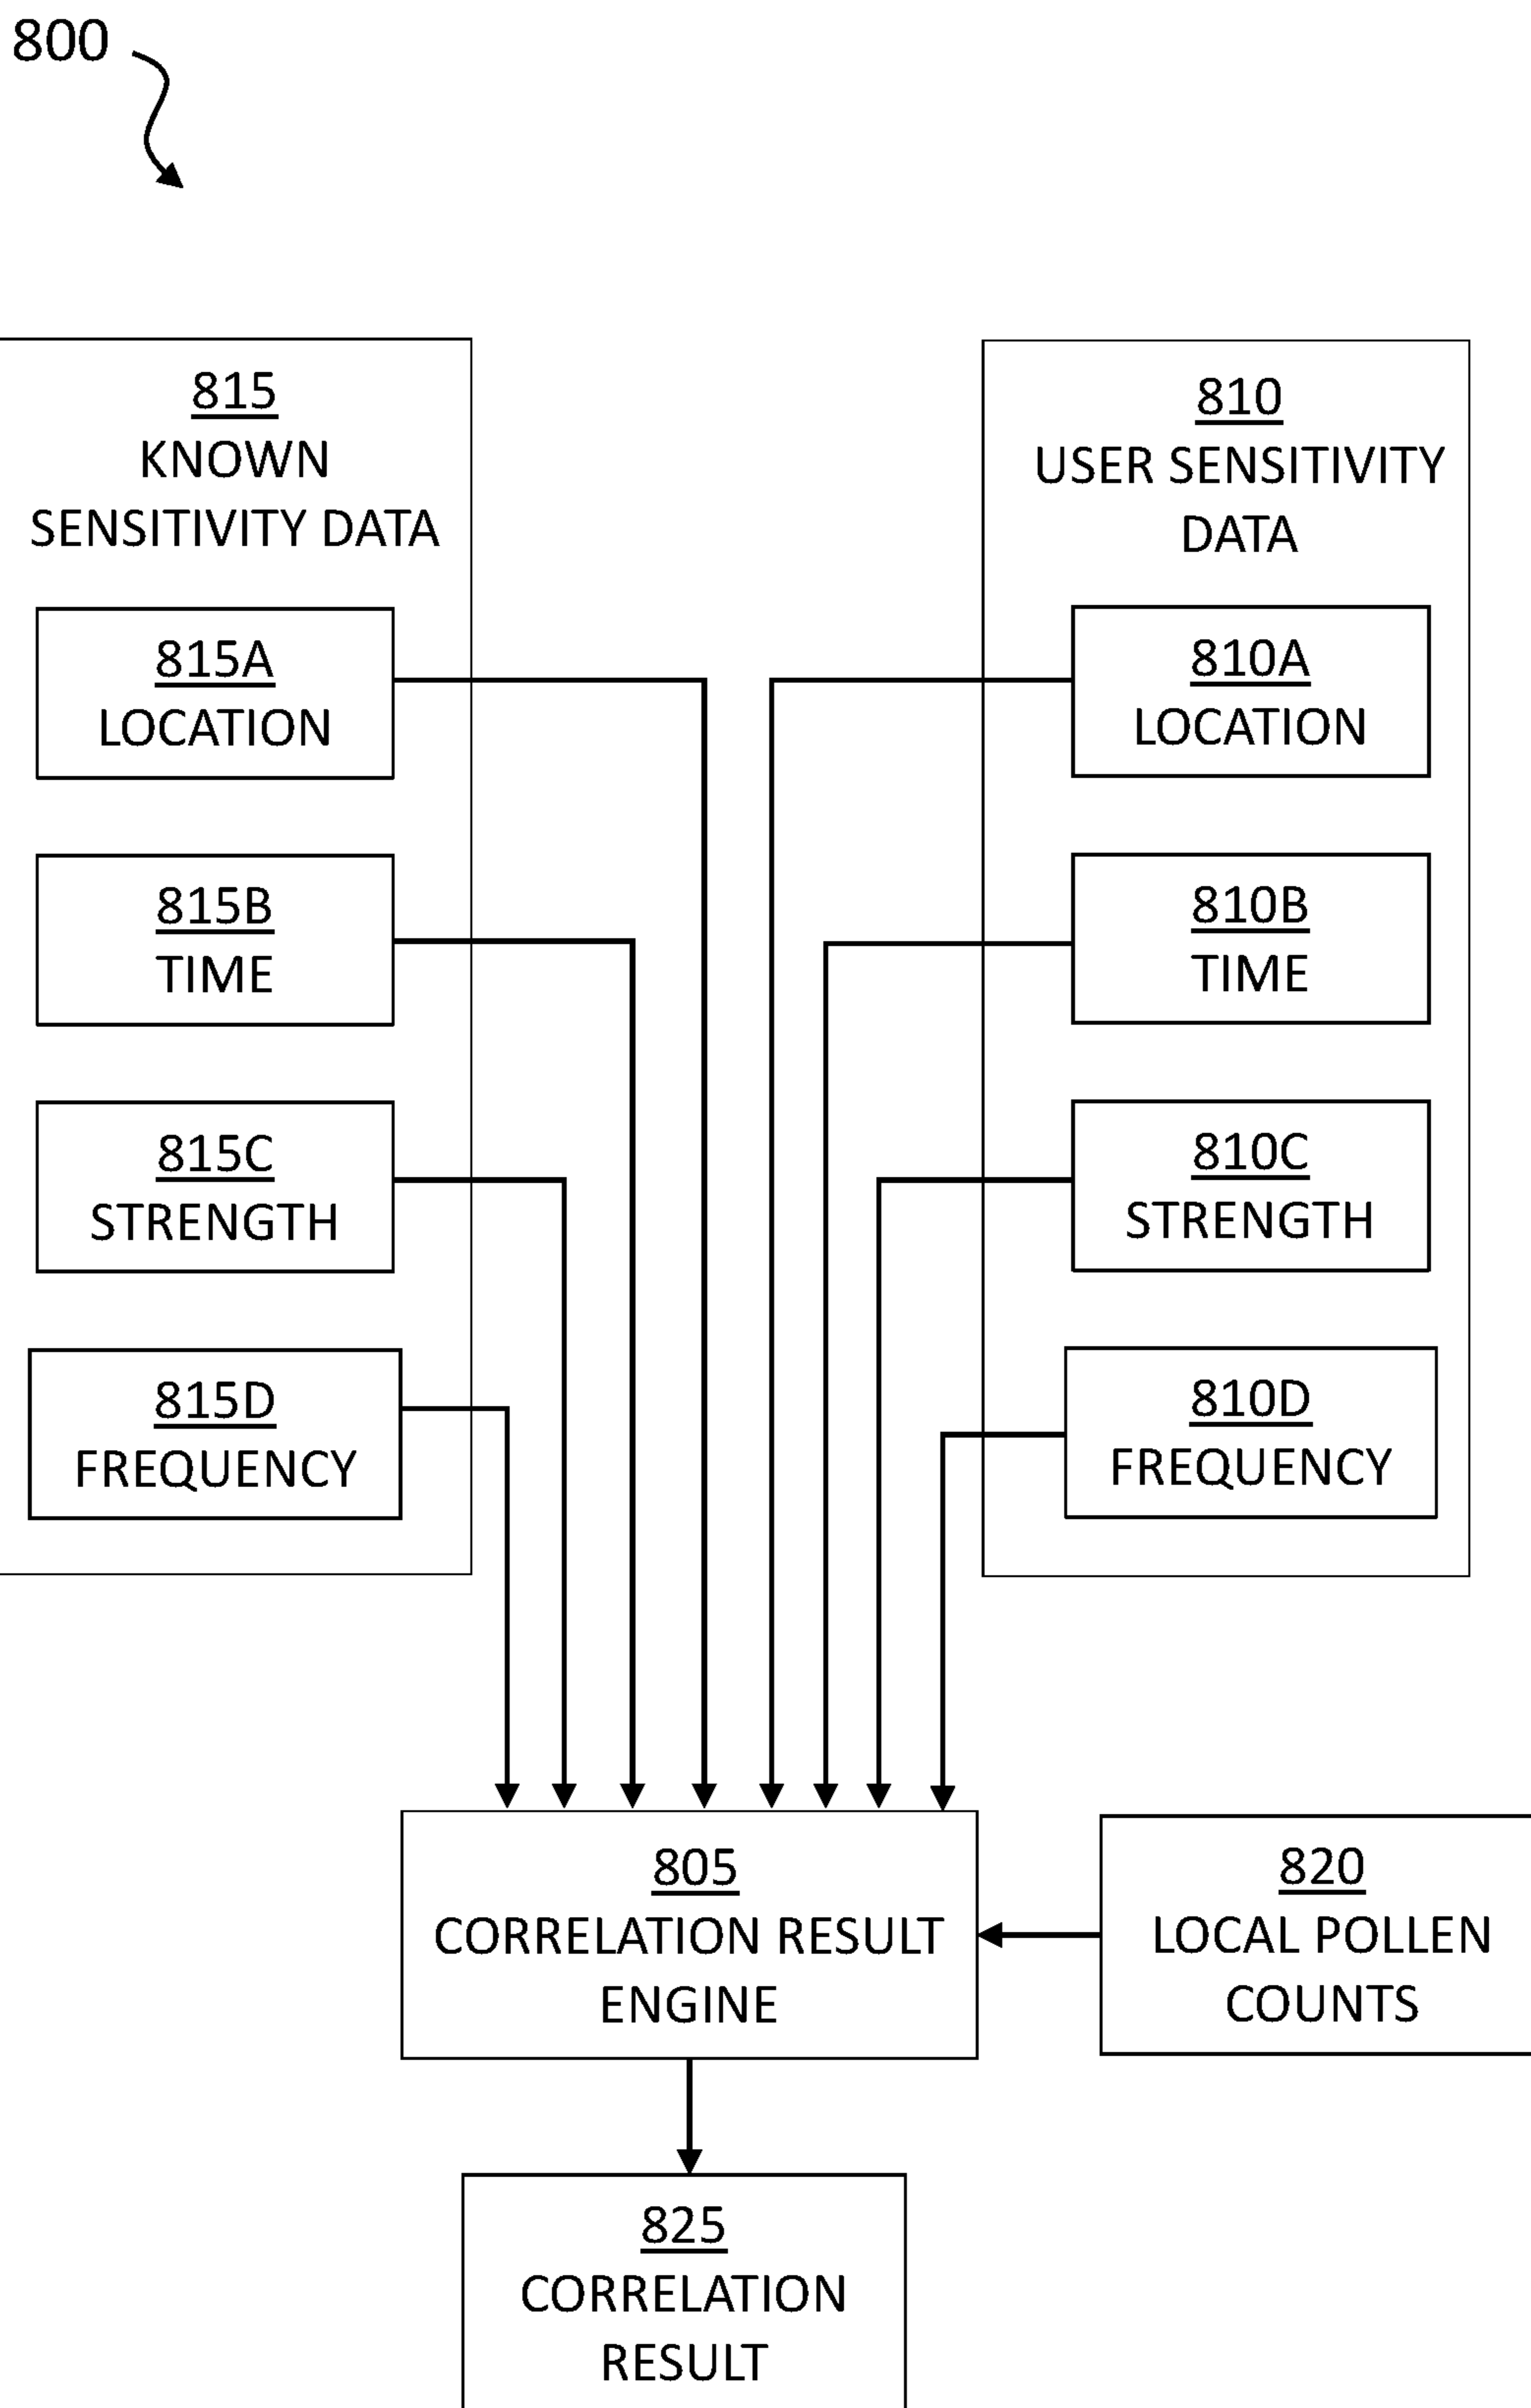 800
815
KNOWN
SENSITIVITY DATA
815A
LOCATION
815B
TIME
815C
STRENGTH
815D
FREQUENCY
810
USER SENSITIVITY
DATA
810A
LOCATION
810B
TIME
810C
STRENGTH
810D
FREQUENCY
805
CORRELATION RESULT
ENGINE
820
LOCAL POLLEN
COUNTS
825
CORRELATION
RESULT